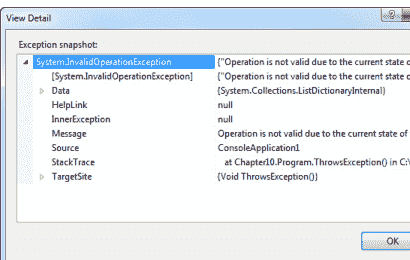 View Detail
?
Exception snapshot:
System.InvalidOperationException {"Operation is not valid due to the current state o
[System.InvalidOperationException] {"Operation is not valid due to the current state o
Data {System.Collections.ListDictionaryInternal}
HelpLink null
InnerException null
Message Operation is not valid due to the current state of
Source ConsoleApplication1
StackTrace at Chapter10.Program.ThrowsException() in C:\
TargetSite {Void ThrowsException()}
OK